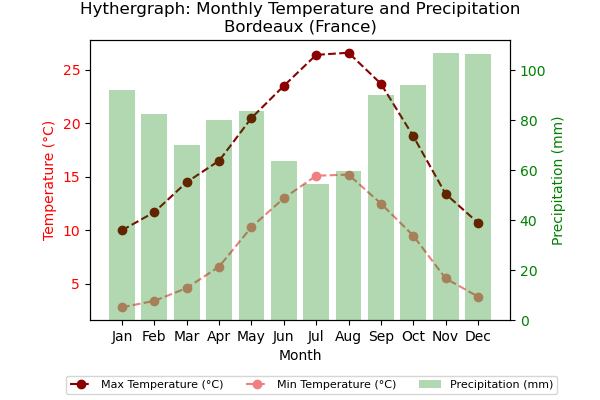 Hythergraph: Monthly Temperature and Precipitation
Bordeaux (France)
25
20
15
10
5
Temperature (°C)
100
80
60
40
20
0
Precipitation (mm)
Jan Feb Mar Apr May Jun Jul Aug Sep Oct Nov Dec
Month
Max Temperature (°C) Min Temperature (°C) Precipitation (mm)